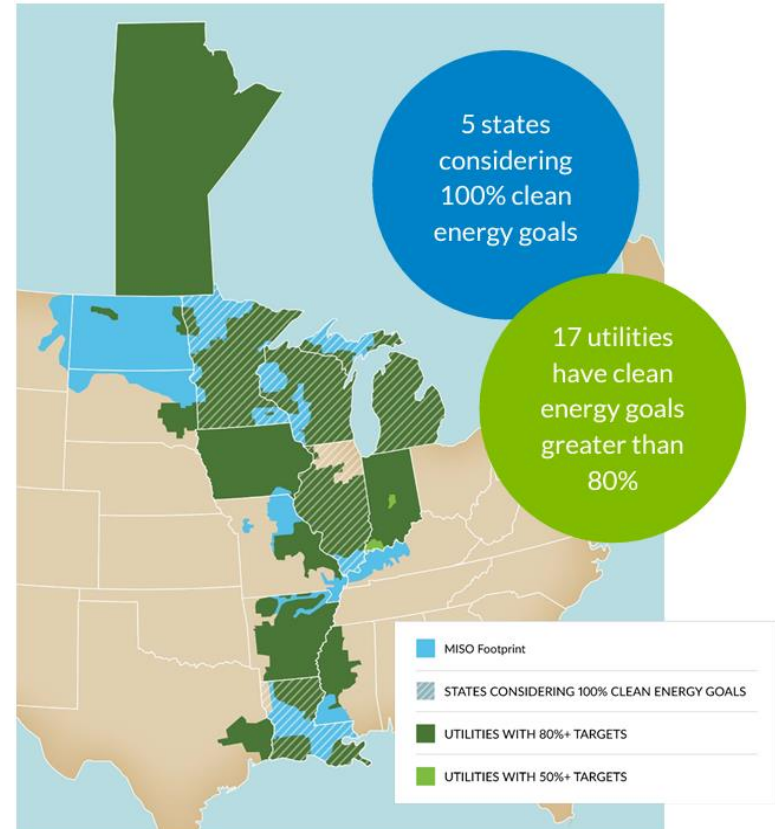 5 states
considering
100% clean
energy goals
17 utilities
have clean
energy goals
greater than
80%
MISO Footprint
STATES CONSIDERING 100% CLEAN ENERGY GOALS
UTILITIES WITH 80%+ TARGETS
UTILITIES WITH 50%+ TARGETS